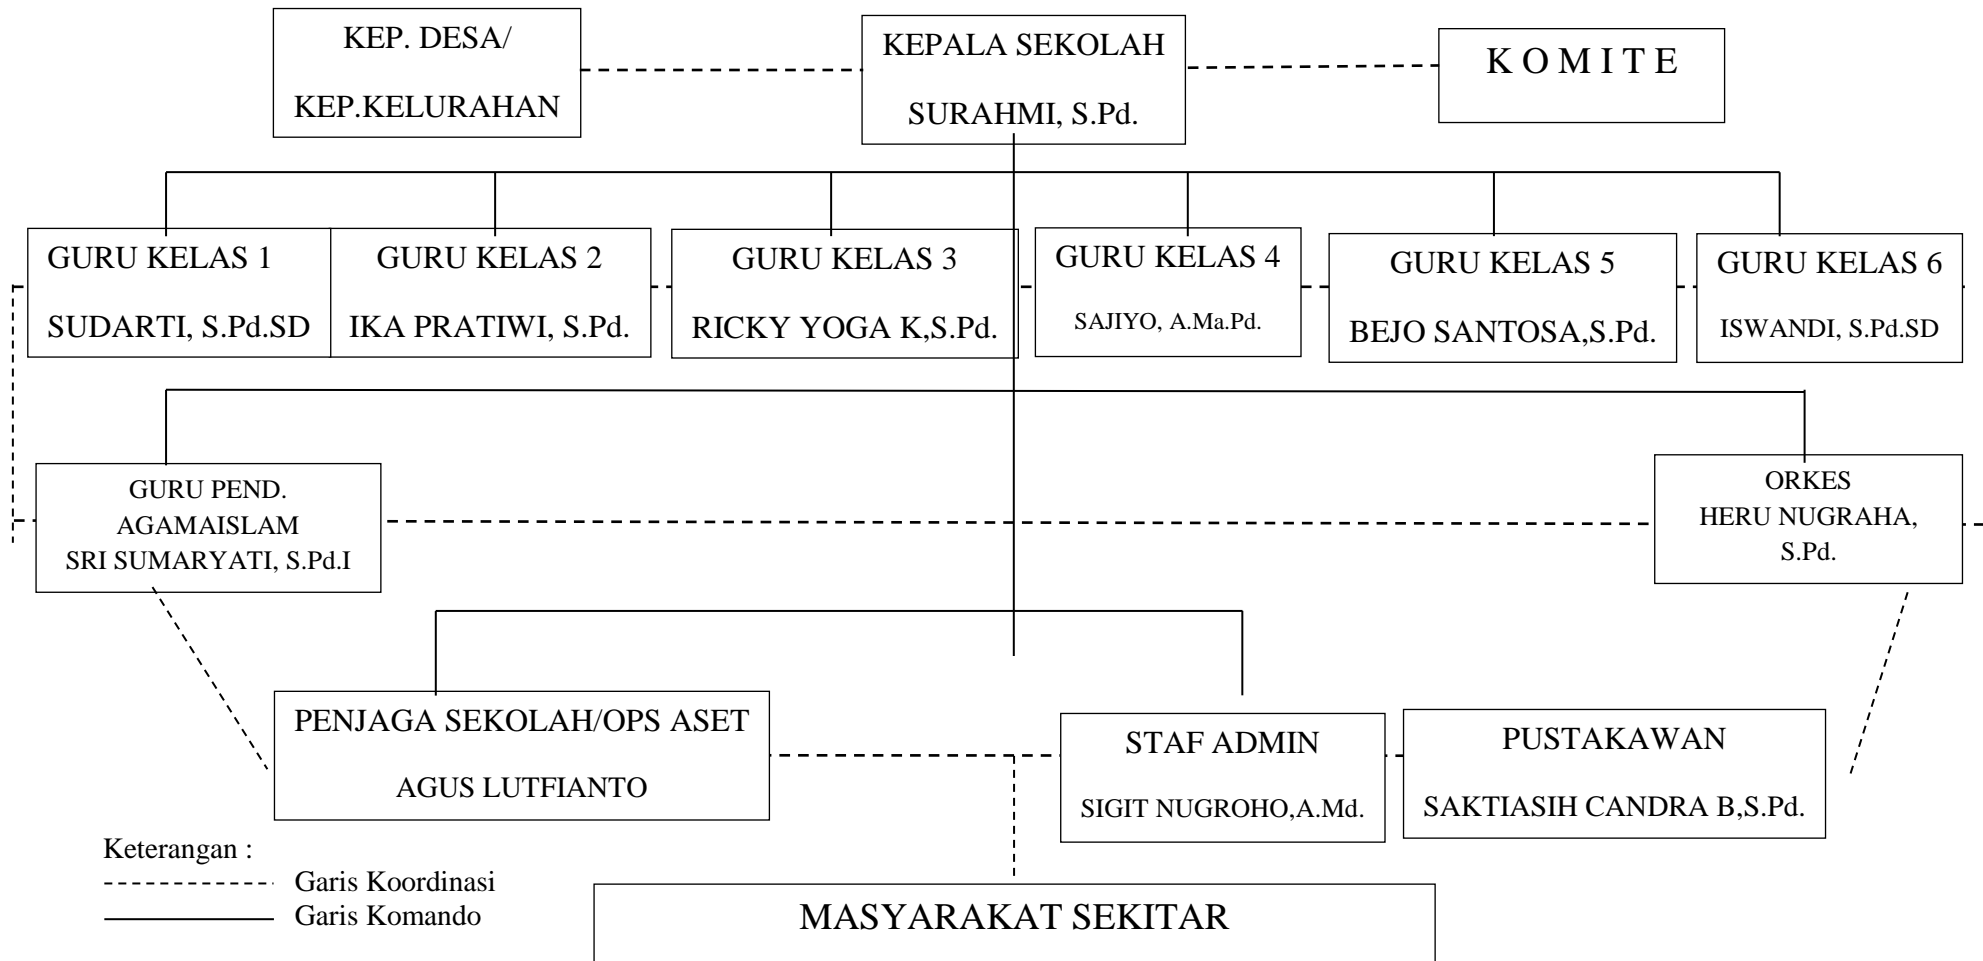 KEP. DESA/
KEP.KELURAHAN
KEPALA SEKOLAH
SURAHMI, S.Pd.
K O M I T E
GURU KELAS 1
SUDARTI, S.Pd.SD
GURU KELAS 2
IKA PRATIWI, S.Pd.
GURU KELAS 3
RICKY YOGA K,S.Pd.
GURU KELAS 4
SAJIYO, A.Ma.Pd.
GURU KELAS 5
BEJO SANTOSA,S.Pd.
GURU KELAS 6
ISWANDI, S.Pd.SD
GURU PEND.
AGAMAISLAM
SRI SUMARYATI, S.Pd.I
ORKES
HERU NUGRAHA,
S.Pd.
PENJAGA SEKOLAH/OPS ASET
AGUS LUTFIANTO
STAF ADMIN
SIGIT NUGROHO,A.Md.
PUSTAKAWAN
SAKTIASIH CANDRA B,S.Pd.
Keterangan :
Garis Koordinasi
Garis Komando
MASYARAKAT SEKITAR